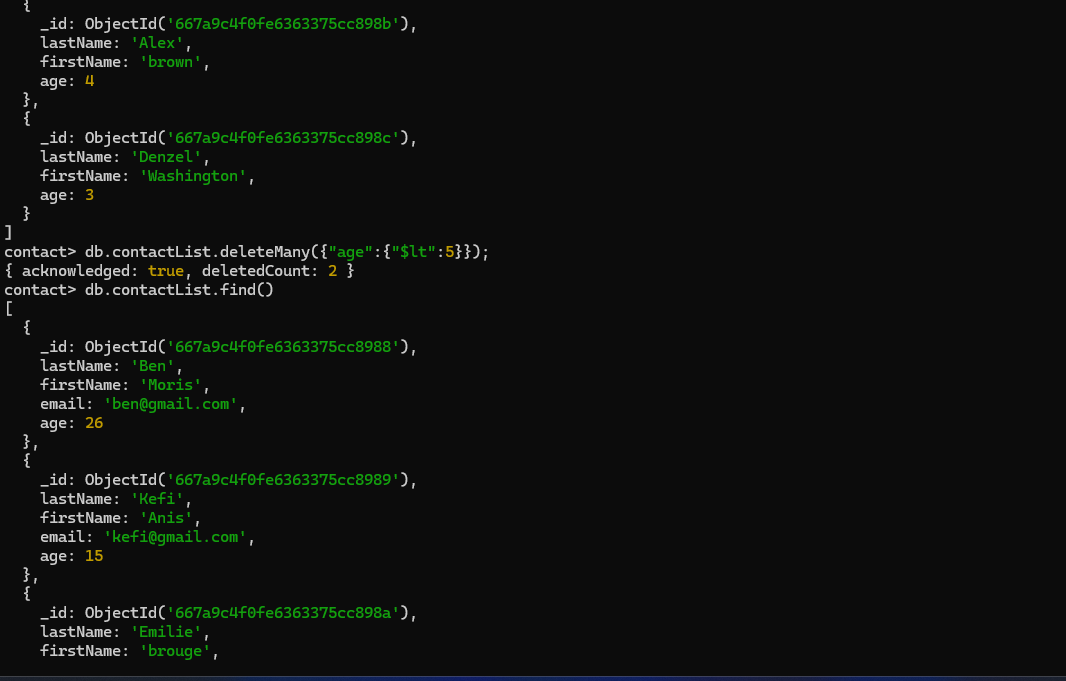 {
_id: ObjectId('667a9c4f0fe6363375cc898b'),
lastName: 'Alex',
firstName: 'brown',
age: 4
},
{
_id: ObjectId('667a9c4f0fe6363375cc898c'),
lastName: 'Denzel',
firstName: 'Washington',
age: 3
}
]
contact> db.contactList.deleteMany({"age":{"$lt":5}});
{ acknowledged: true, deletedCount: 2 }
contact> db.contactList.find()
[
{
_id: ObjectId('667a9c4f0fe6363375cc8988'),
lastName: 'Ben',
firstName: 'Moris',
email: 'ben@gmail.com',
age: 26
},
{
_id: ObjectId('667a9c4f0fe6363375cc8989'),
lastName: 'Kefi',
firstName: 'Anis',
email: 'kefi@gmail.com',
age: 15
},
{
_id: ObjectId('667a9c4f0fe6363375cc898a'),
lastName: 'Emilie',
firstName: 'brouge',